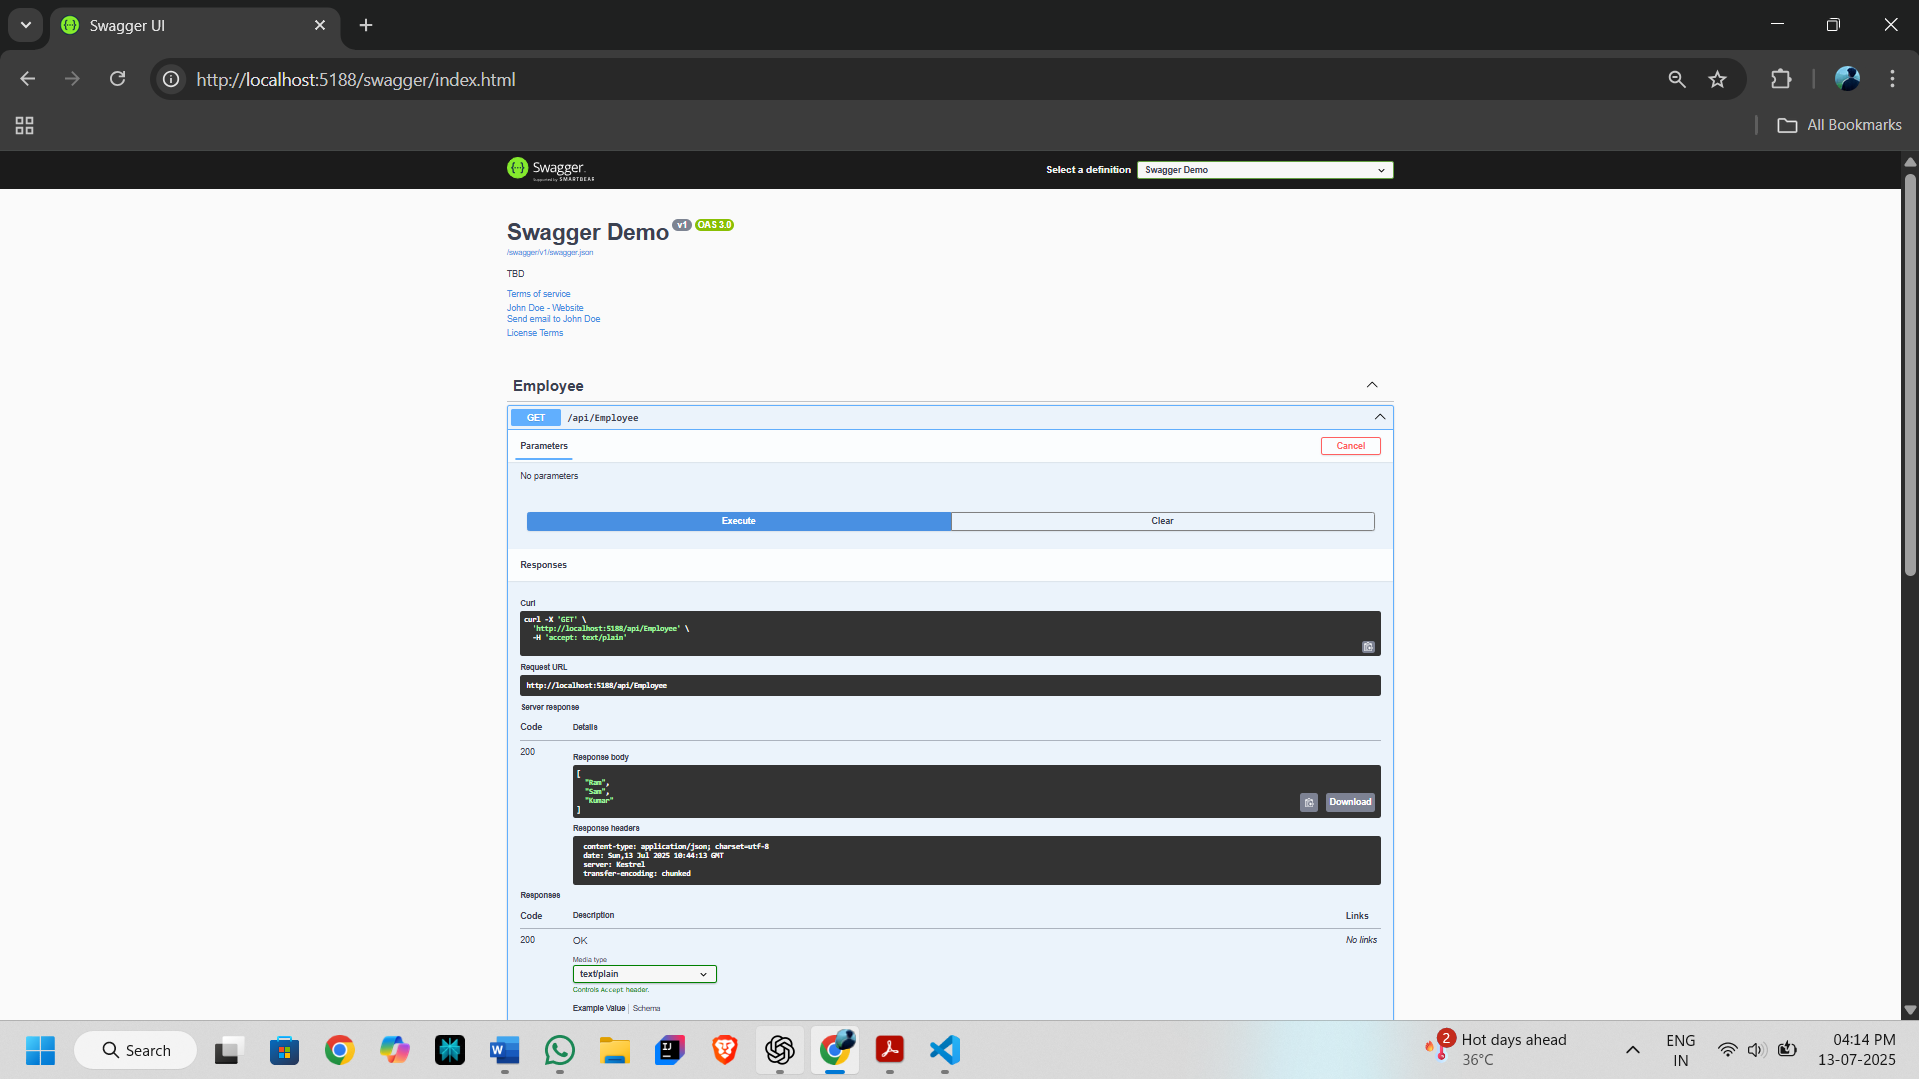 Swagger UI
http://localhost:5188/swagger/index.html
All Bookmarks
Swagger.
Supported by SMARTBEAR
Select a definition
Swagger Demo
Swagger Demo v1 OAS 3.0
/swagger/v1/swagger.json
TBD
Terms of service
John Doe - Website
Send email to John Doe
License Terms
Employee
GET /api/Employee
Parameters
Cancel
No parameters
Execute
Clear
Responses
Curl
curl -X 'GET' \
'http://localhost:5188/api/Employee' \
-H 'accept: text/plain'
Request URL
http://localhost:5188/api/Employee
Server response
Code Details
200
Response body
[
"Ram",
"Sam",
"Kumar"
]
Download
Response headers
content-type: application/json; charset=utf-8
date: Sun,13 Jul 2025 10:44:13 GMT
server: Kestrel
transfer-encoding: chunked
Responses
Code Description Links
200 OK No links
Media type
text/plain
Controls Accept header.
Example Value | Schema
Search
2
Hot days ahead
36°C
ENG
IN
04:14 PM
13-07-2025